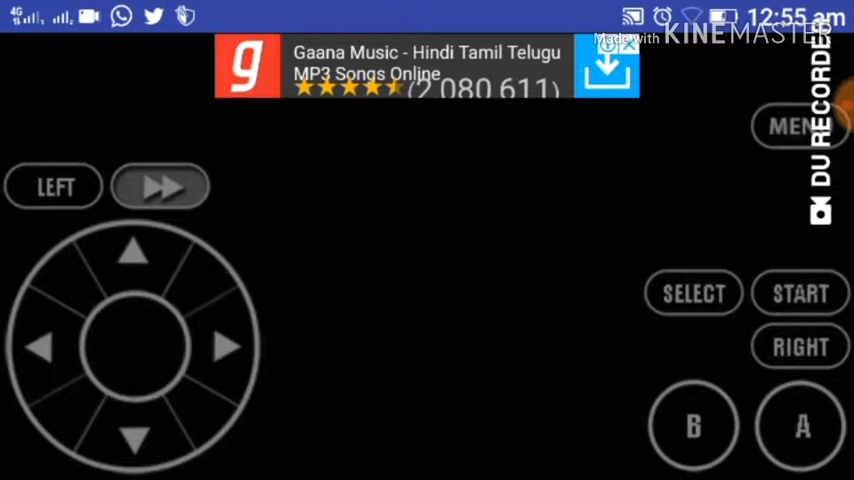 4G
12:55 am
Made with KINEMASTER
g
Gaana Music - Hindi Tamil Telugu
MP3 Songs Online
(2,080,611)
MENU
DU RECORDER
LEFT
SELECT
START
RIGHT
B
A